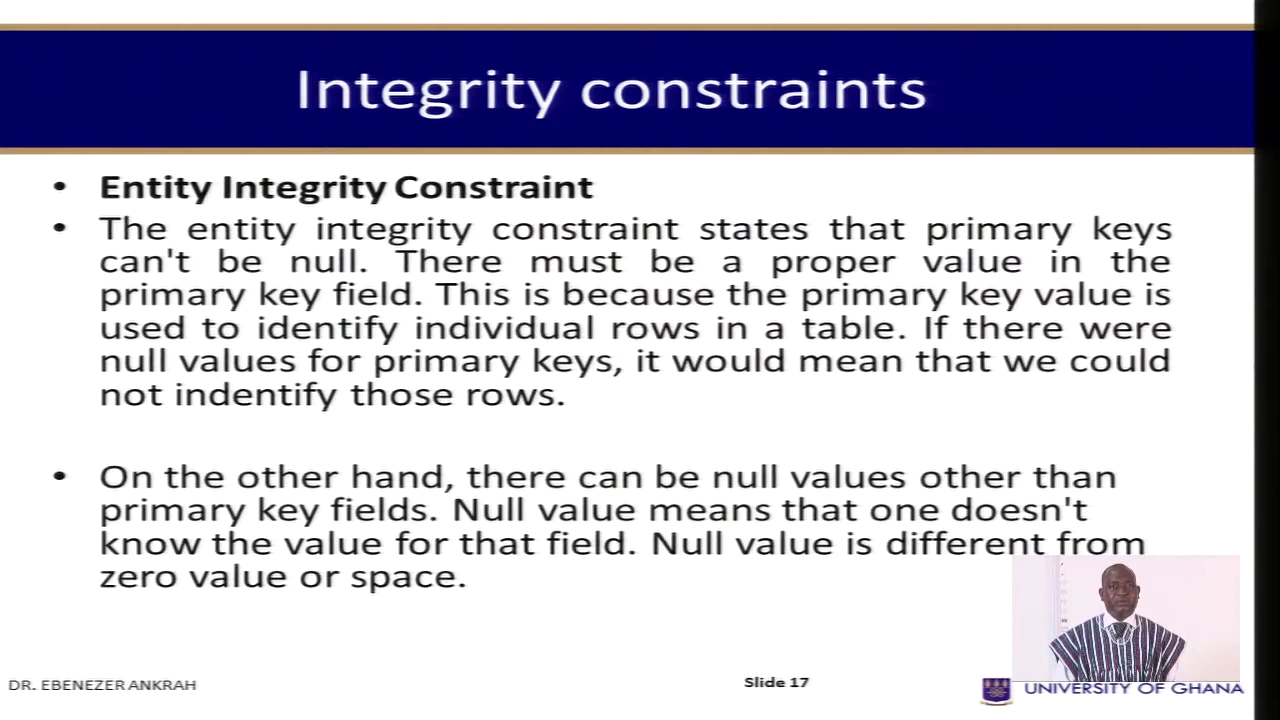 Integrity constraints
• Entity Integrity Constraint
• The entity integrity constraint states that primary keys
can't be null. There must be a proper value in the
primary key field. This is because the primary key value is
used to identify individual rows in a table. If there were
null values for primary keys, it would mean that we could
not indentify those rows.
• On the other hand, there can be null values other than
primary key fields. Null value means that one doesn't
know the value for that field. Null value is different from
zero value or space.
DR. EBENEZER ANKRAH
Slide 17
UNIVERSITY OF GHANA